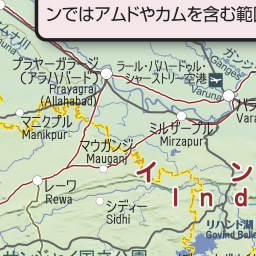 ンではアムドやカムを含む範囲
プラヤーガラージ
(アラハバード)
Prayagraj
(Allahabad)
ラール・バハードゥル・
シャーストリー空港
Ganges
ガンジ
Varuna
マニクプル
Manikpur
ミルザープル
Mirzapur
バラ
Vara
マウガンジ
Mauganj
イン
Ind
レーワ
Rewa
シディー
Sidhi
リハンド湖
Govind Balla
サンジャイ国立公園